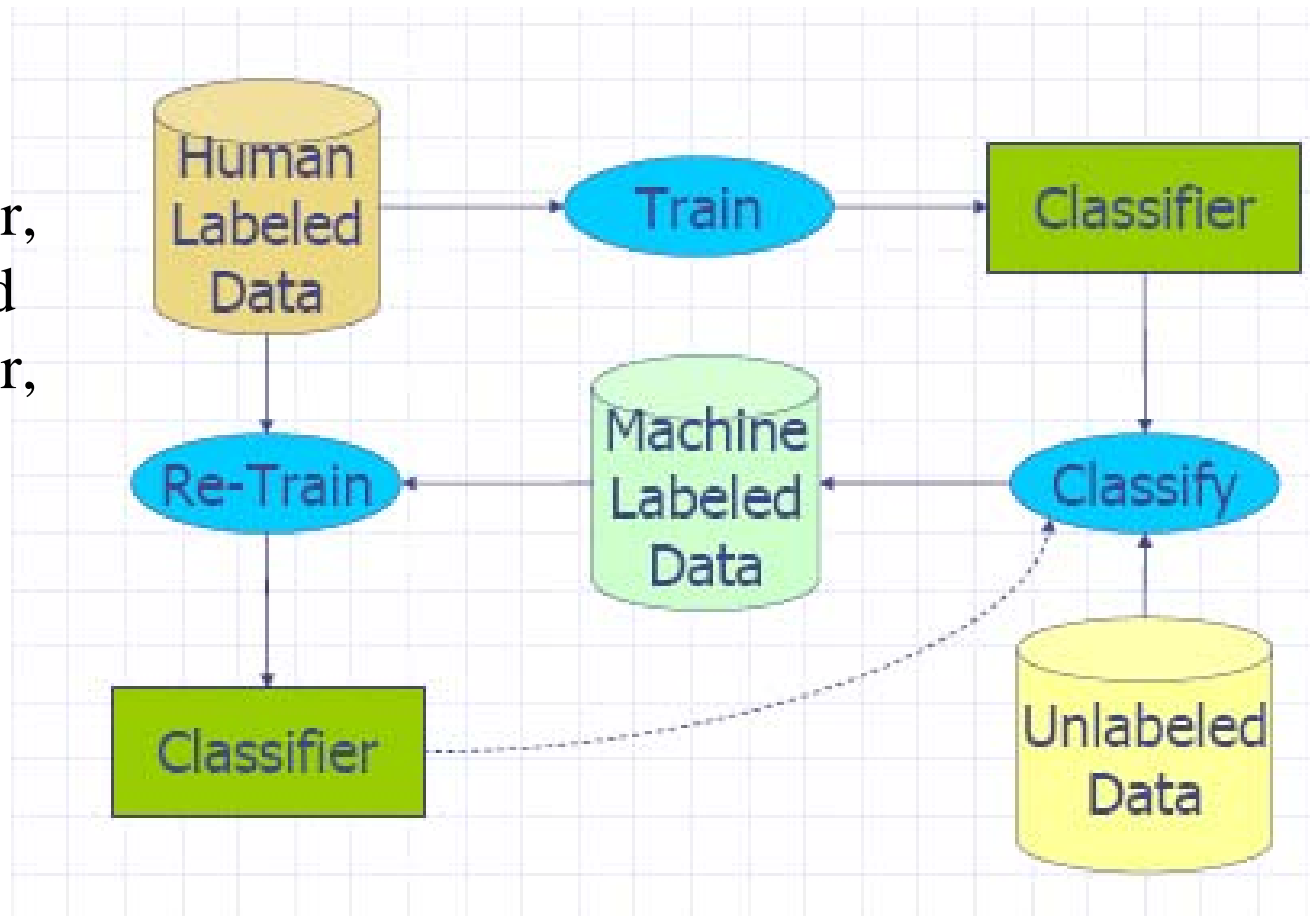 r,
d
r,
Human
Labeled
Data
Train
Classifier
Re-Train
Machine
Labeled
Data
Classify
Classifier
Unlabeled
Data